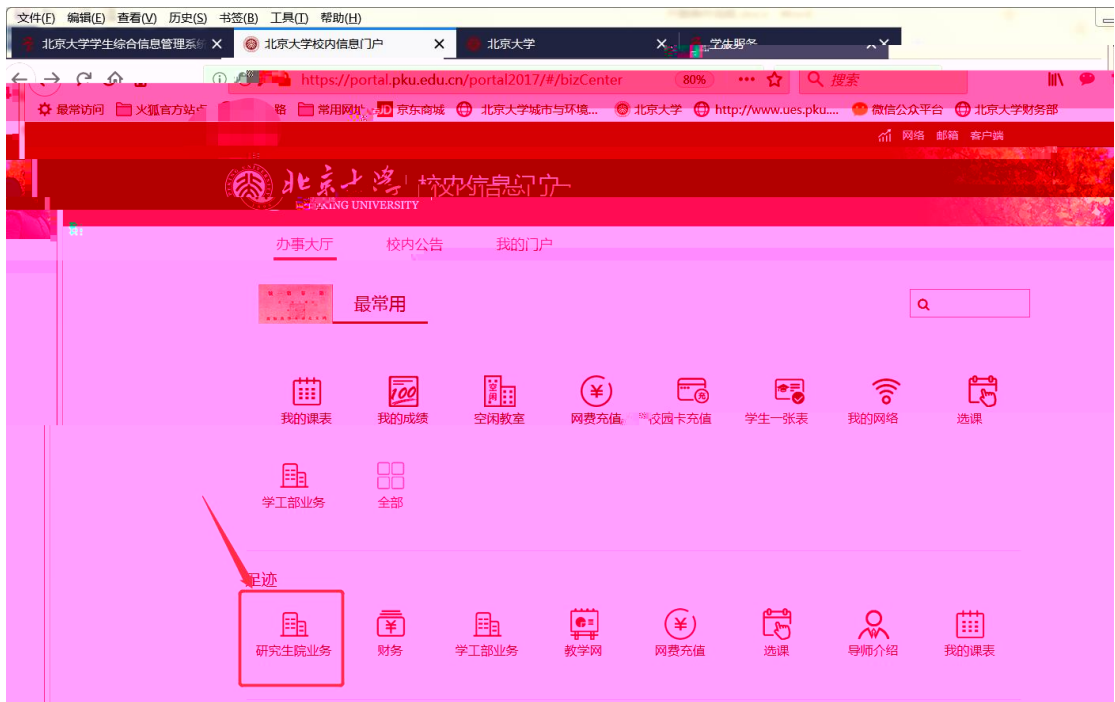 文件(F) 编辑(E) 查看(V) 历史(S) 书签(B) 工具(T) 帮助(H)
北京大学学生综合信息管理系统 北京大学校内信息门户 北京大学
https://portal.pku.edu.cn/portal2017/#/bizCenter 80% 搜索
最常访问 火狐官方站点 常用网址 京东商城 北京大学城市与环境... 北京大学 http://www.ues.pku.... 微信公众平台 北京大学财务部
网络 邮箱 客户端
北京大学 校内信息门户
PEKING UNIVERSITY
办事大厅 校内公告 我的门户
最常用
我的课表 我的成绩 空闲教室 网费充值 校园卡充值 学生一张表 我的网络 选课
学工部业务 全部
足迹
研究生院业务 财务 学工部业务 教学网 网费充值 选课 导师介绍 我的课表